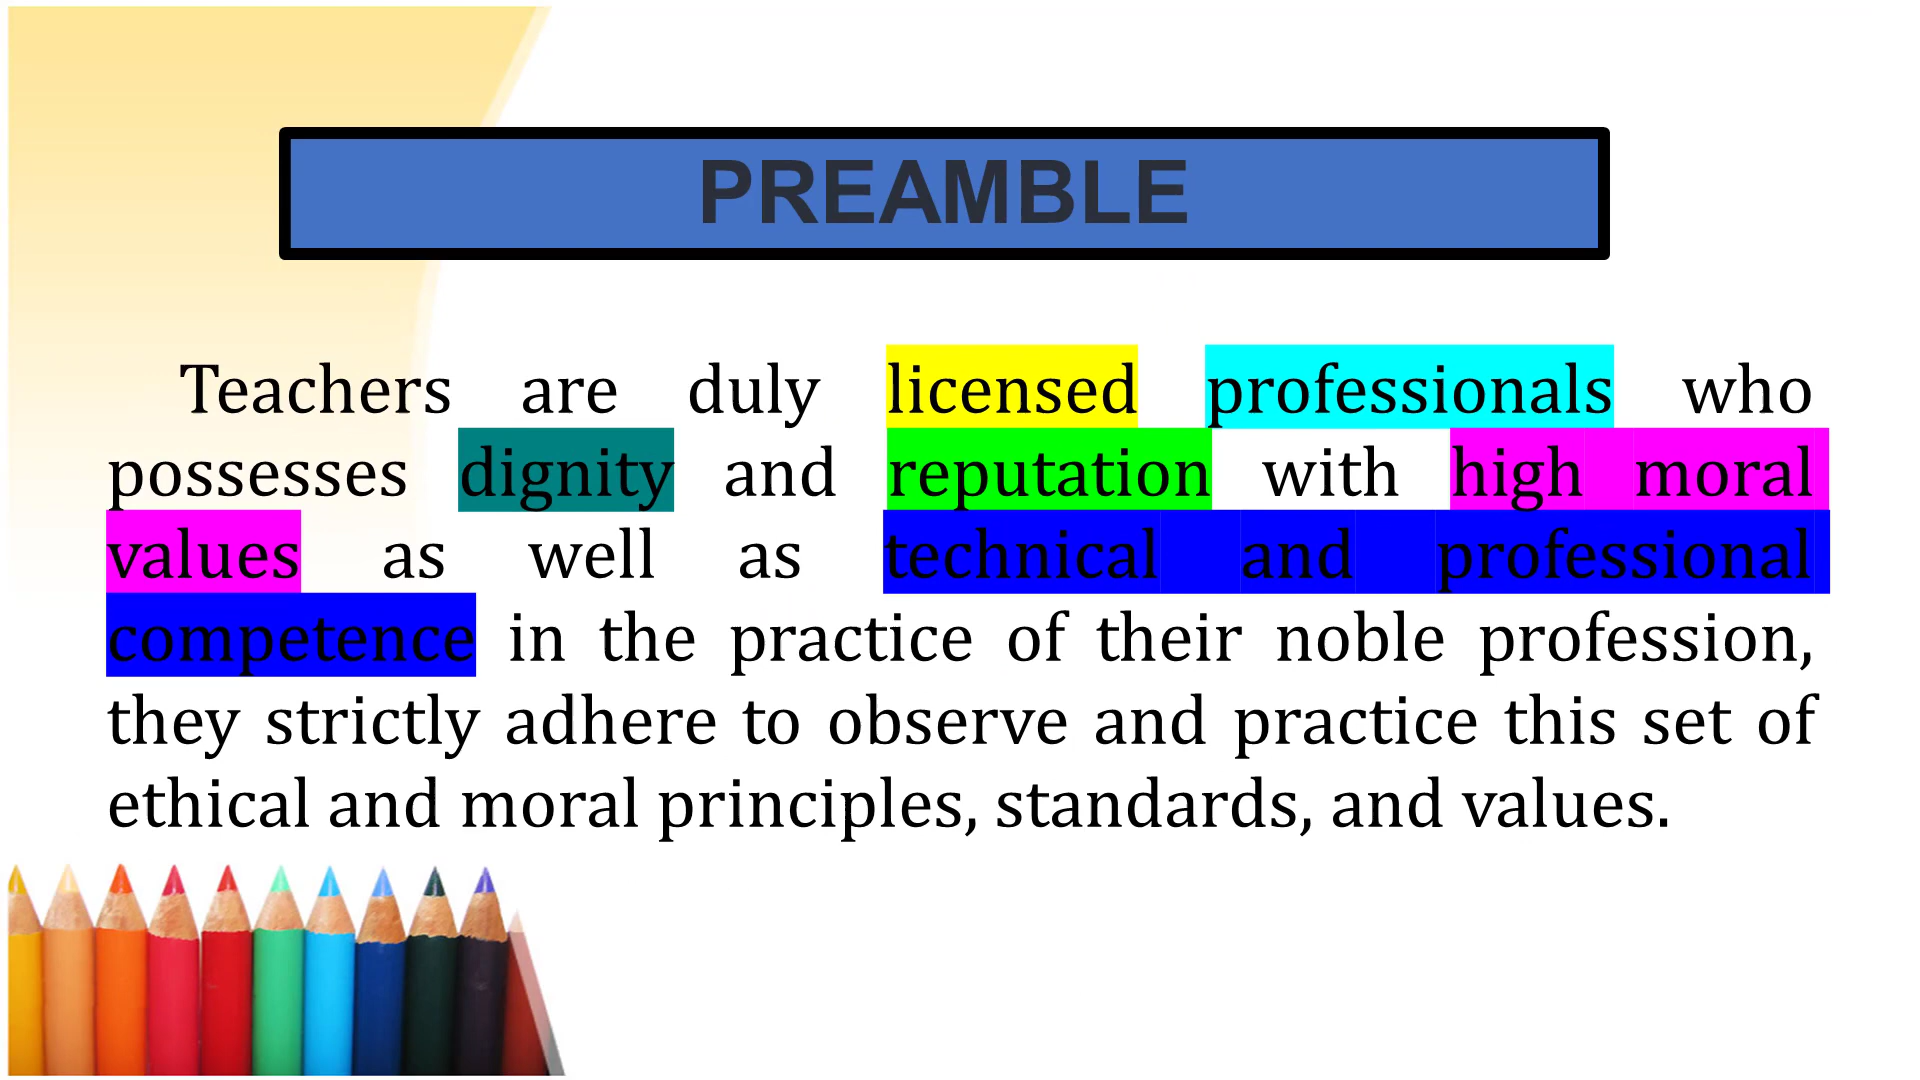 PREAMBLE
Teachers are duly licensed professionals who
possesses dignity and reputation with high moral
values as well as technical and professional
competence in the practice of their noble profession,
they strictly adhere to observe and practice this set of
ethical and moral principles, standards, and values.